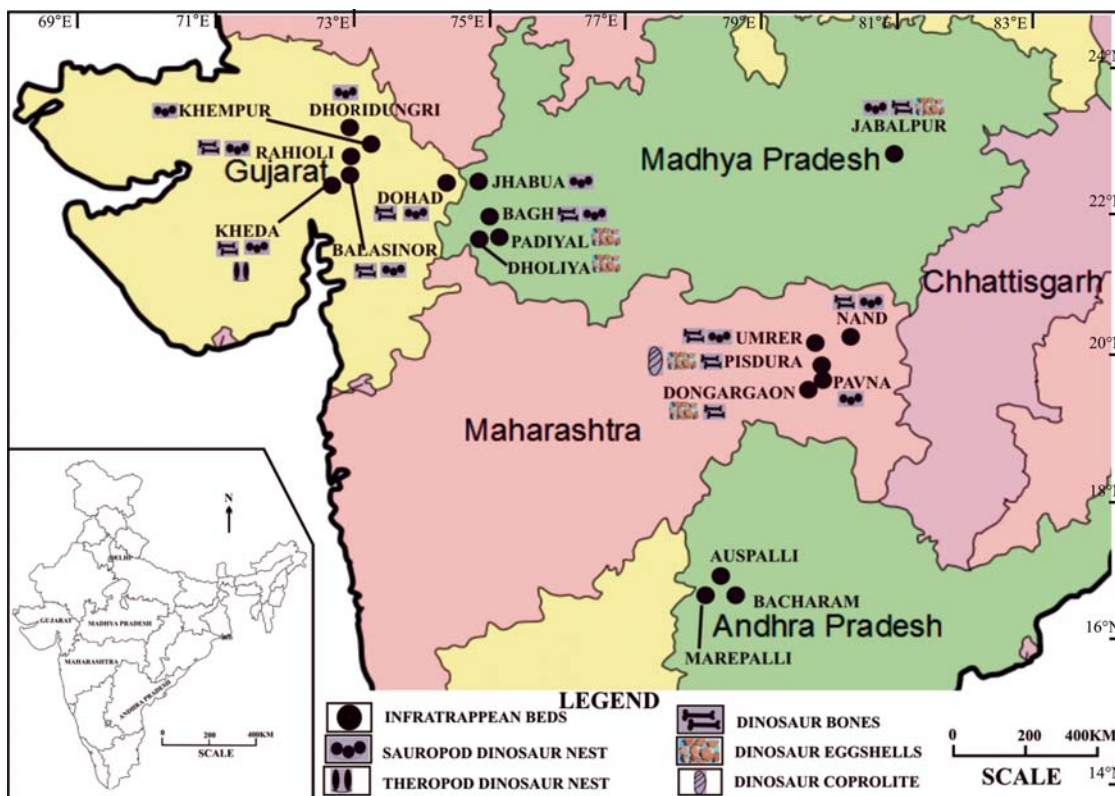 69°E 71°E 73°E 75°E 77°E 79°E 81°E 83°E
24°N
KHEMPUR
DHORIDUNGRI
RAHIOLI
Gujarat
DOHAD
KHEDA
BALASINOR
JHABUA
BAGH
PADIYAL
DHOLIYA
Madhya Pradesh
JABALPUR
22°N
Chhattisgarh
NAND
UMRER
PISDURA
PAVNA
DONGARGAON
20°N
Maharashtra
18°N
AUSPALLI
BACHARAM
MAREPALLI
Andhra Pradesh
16°N
N
DELHI
GUJARAT
MADHYA PRADESH
MAHARASHTRA
ANDHRA PRADESH
0 200 400KM
SCALE
LEGEND
INFRATRAPPEAN BEDS
SAUROPOD DINOSAUR NEST
THEROPOD DINOSAUR NEST
DINOSAUR BONES
DINOSAUR EGGSHELLS
DINOSAUR COPROLITE
0 200 400KM
SCALE
14°N